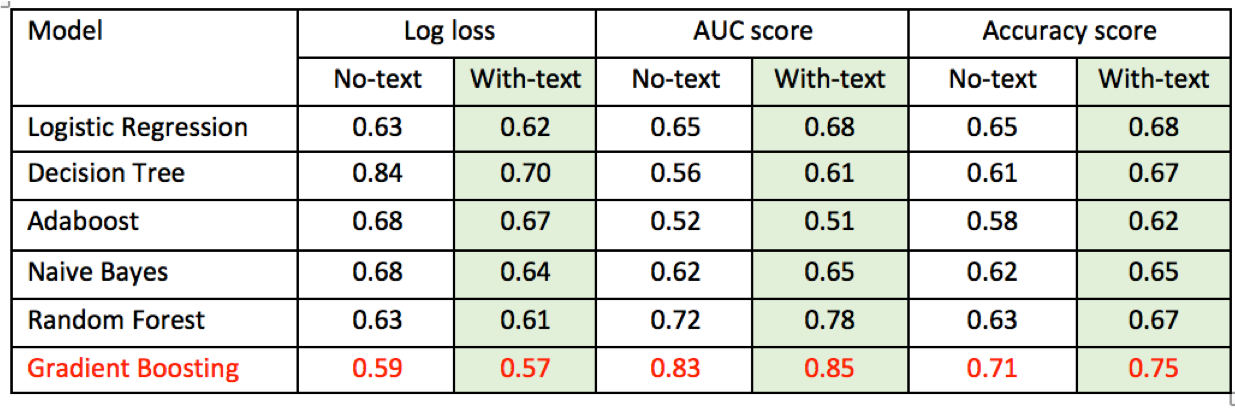 Model Log loss AUC score Accuracy score
No-text With-text No-text With-text No-text With-text
Logistic Regression 0.63 0.62 0.65 0.68 0.65 0.68
Decision Tree 0.84 0.70 0.56 0.61 0.61 0.67
Adaboost 0.68 0.67 0.52 0.51 0.58 0.62
Naive Bayes 0.68 0.64 0.62 0.65 0.62 0.65
Random Forest 0.63 0.61 0.72 0.78 0.63 0.67
Gradient Boosting 0.59 0.57 0.83 0.85 0.71 0.75